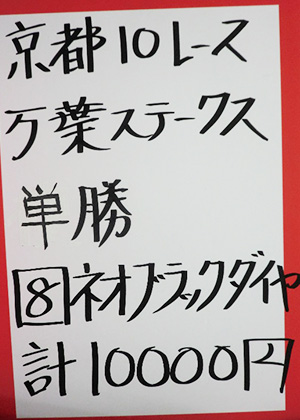 京都10レース
万葉ステークス
単勝
8ネオブラックダイヤ
計10000円